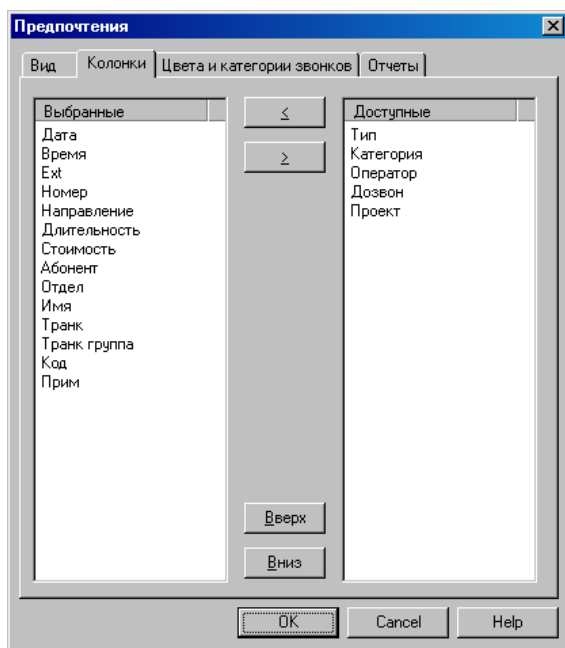 Предпочтения
Вид Колонки Цвета и категории звонков Отчеты
Выбранные
Дата
Время
Ext
Номер
Направление
Длительность
Стоимость
Абонент
Отдел
Имя
Транк
Транк группа
Код
Прим
<
>
Вверх
Вниз
Доступные
Тип
Категория
Оператор
Дозвон
Проект
OK Cancel Help